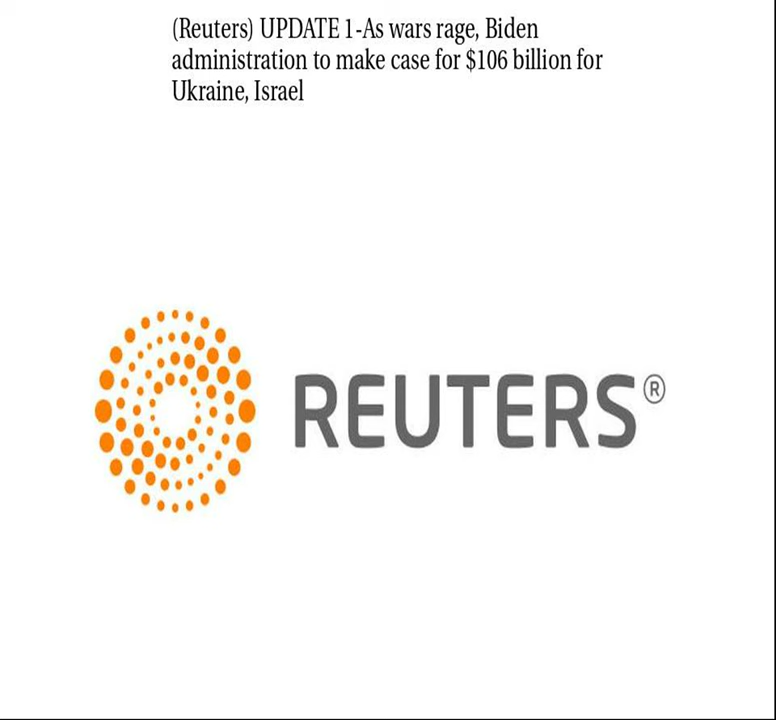 (Reuters) UPDATE 1-As wars rage, Biden
administration to make case for $106 billion for
Ukraine, Israel
REUTERS®